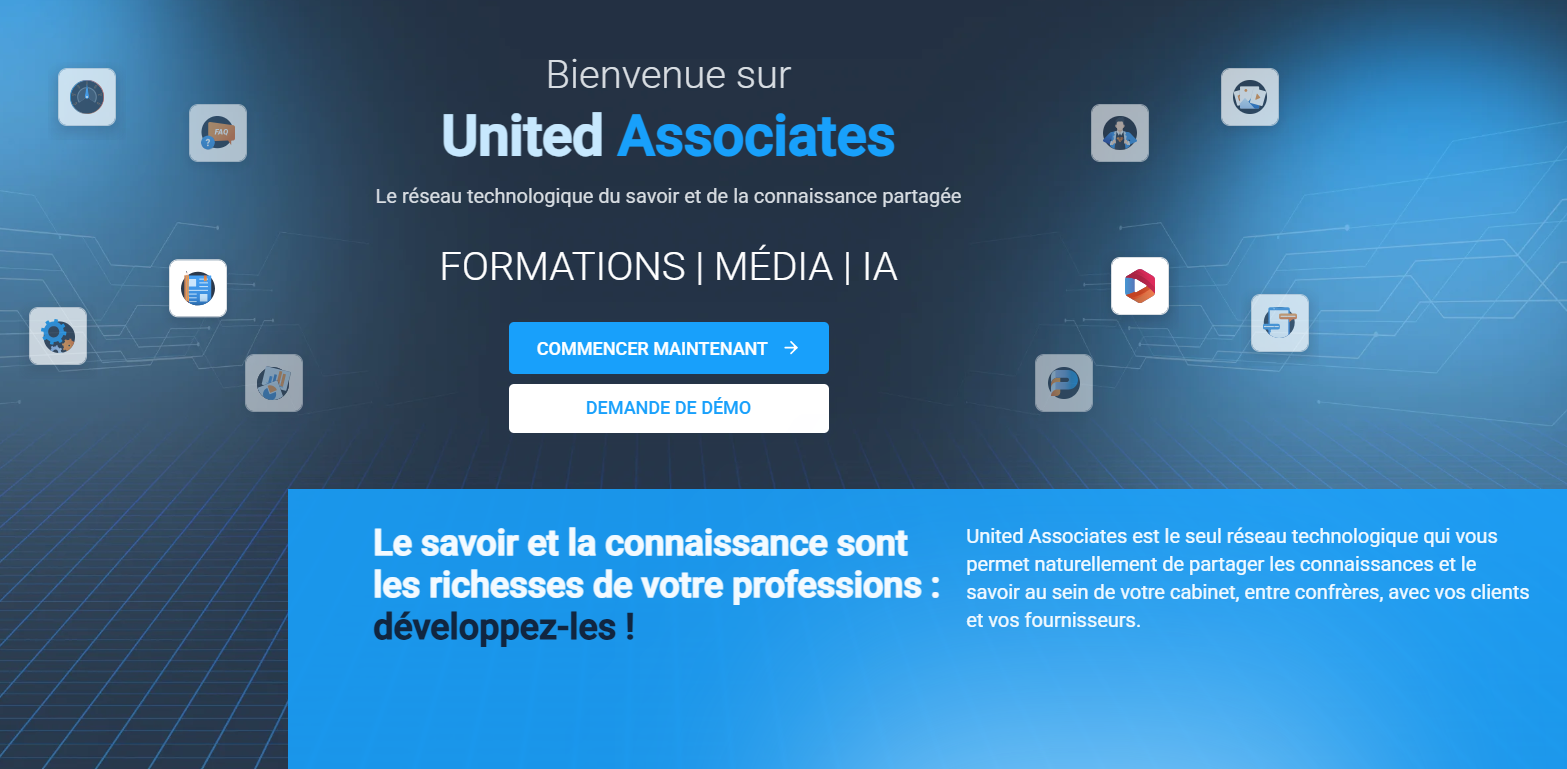 Bienvenue sur
United Associates
Le réseau technologique du savoir et de la connaissance partagée
FORMATIONS | MÉDIA | IA
COMMENCER MAINTENANT →
DEMANDE DE DÉMO
FAQ
?
Le savoir et la connaissance sont
les richesses de votre professions :
développez-les !
United Associates est le seul réseau technologique qui vous
permet naturellement de partager les connaissances et le
savoir au sein de votre cabinet, entre confrères, avec vos clients
et vos fournisseurs.